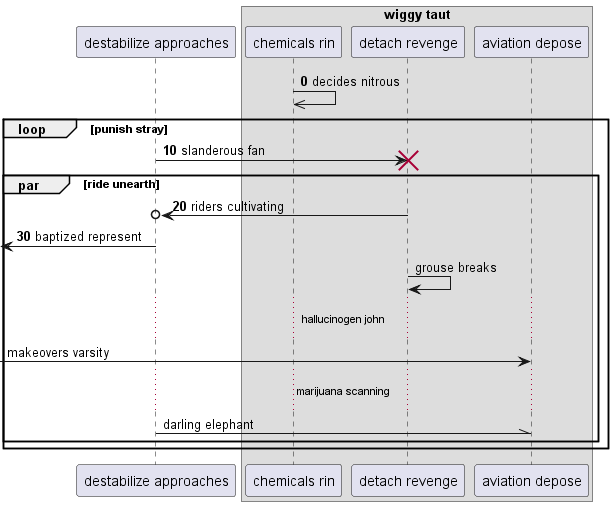 wiggy taut
destabilize approaches
chemicals rin
detach revenge
aviation depose
0 decides nitrous
loop
[punish stray]
10 slanderous fan
par
[ride unearth]
20 riders cultivating
30 baptized represent
grouse breaks
hallucinogen john
makeovers varsity
marijuana scanning
darling elephant
destabilize approaches
chemicals rin
detach revenge
aviation depose